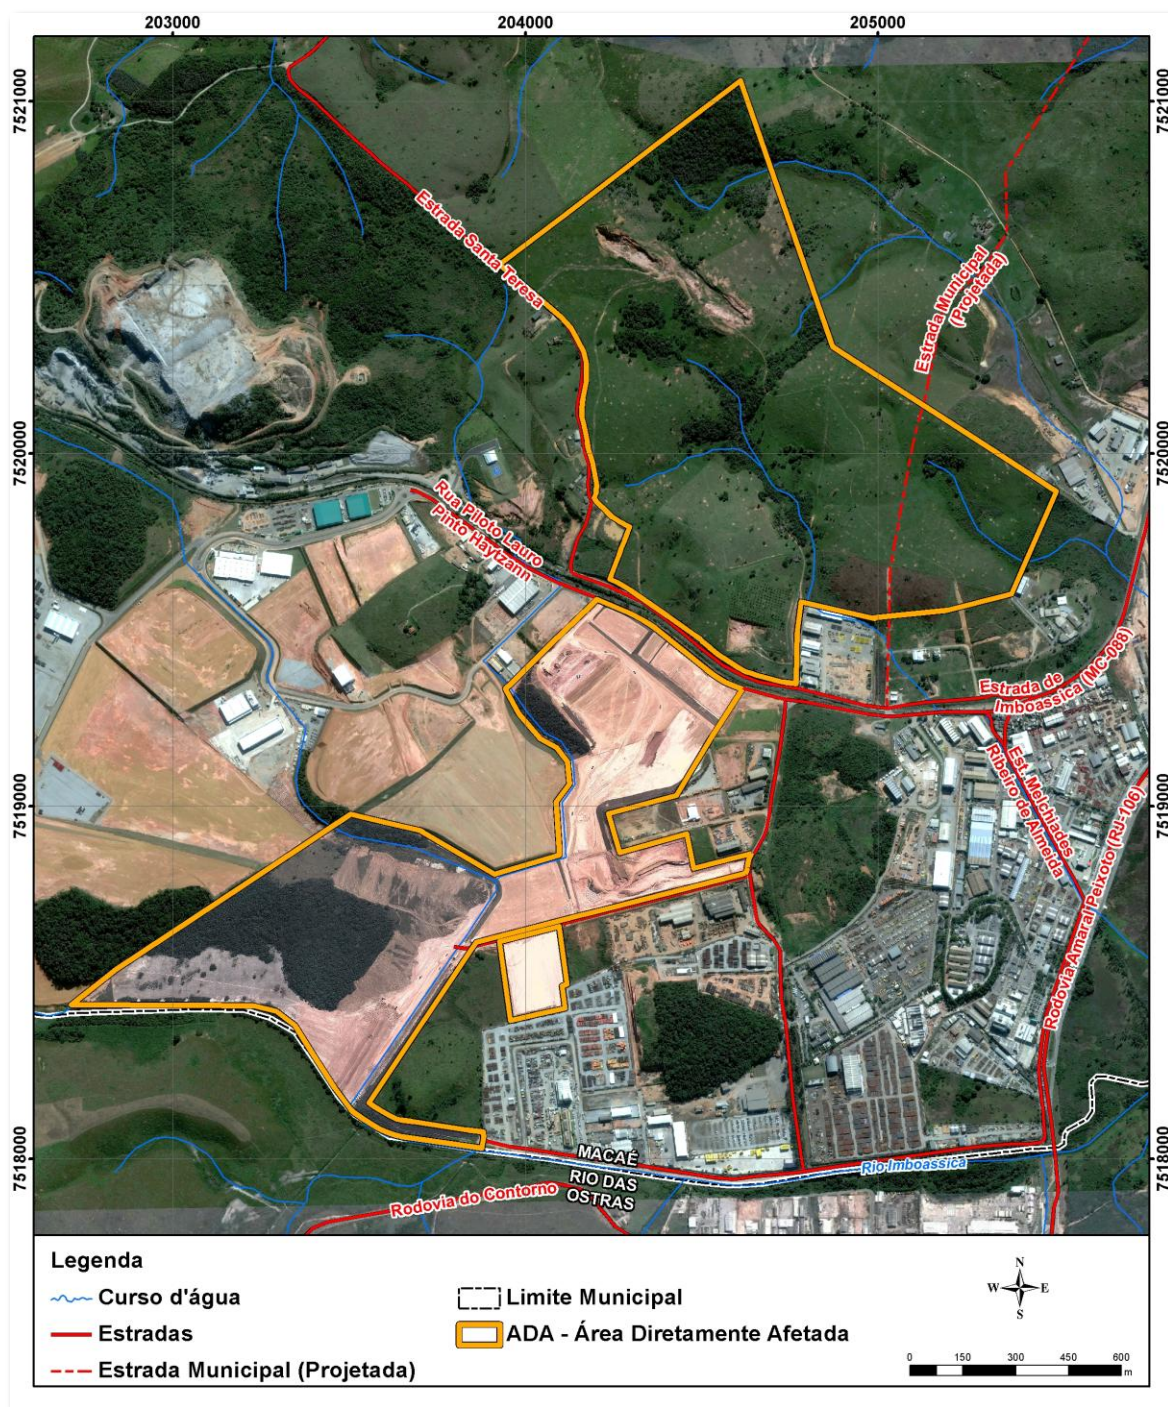 203000
204000
205000
7521000
7521000
Estrada Santa Teresa
Estrada Municipal
(Projetada)
7520000
7520000
Rua Piloto Lauro
Pinto Haytzann
Estrada de
Imboassica (MC-088)
Est. Melchiades
Ribeiro de Almeida
7519000
7519000
Rodovia Amaral Peixoto (RJ-106)
7518000
7518000
MACAÉ
RIO DAS
OSTRAS
Rio Imboassica
Rodovia do Contorno
Legenda
Curso d'água
Estradas
Estrada Municipal (Projetada)
Limite Municipal
ADA - Área Diretamente Afetada
N
W
E
S
0
150
300
450
600
m